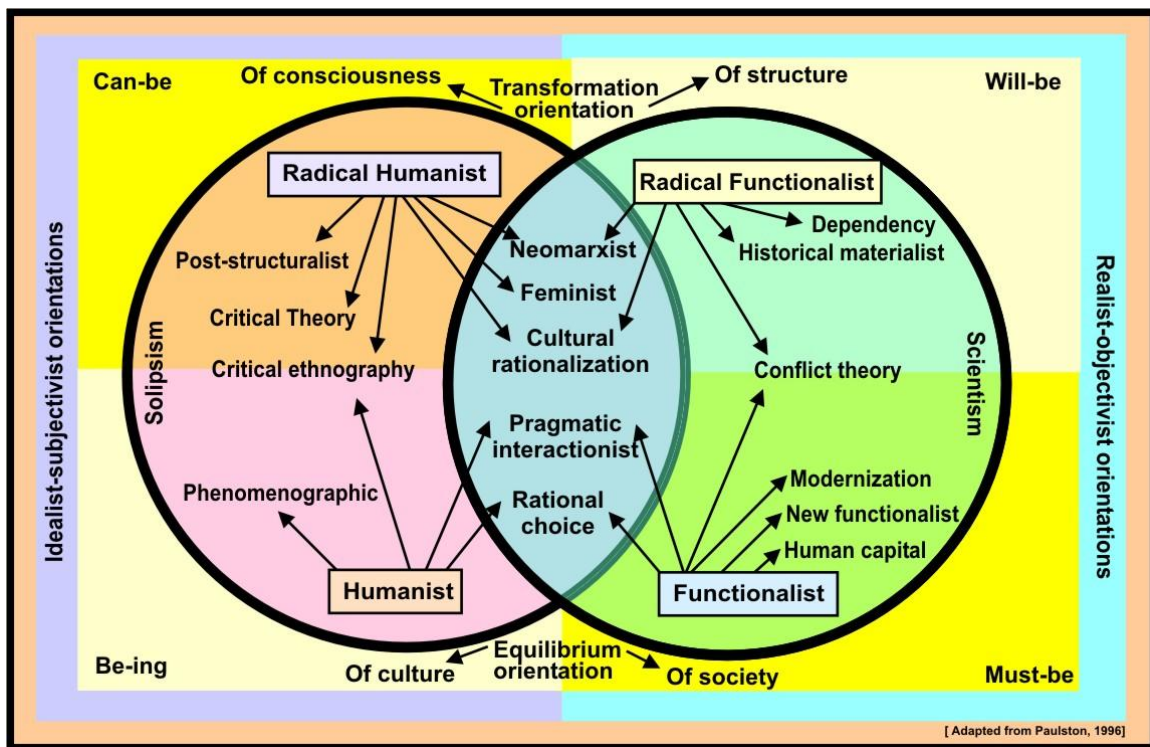 Can-be
Of consciousness
Transformation
orientation
Of structure
Will-be
Radical Humanist
Radical Functionalist
Post-structuralist
Critical Theory
Critical ethnography
Neomarxist
Feminist
Cultural
rationalization
Dependency
Historical materialist
Conflict theory
Idealist-subjectivist orientations
Solipsism
Scientism
Realist-objectivist orientations
Pragmatic
interactionist
Rational
choice
Phenomenographic
Modernization
New functionalist
Human capital
Humanist
Functionalist
Be-ing
Of culture
Equilibrium
orientation
Of society
Must-be
[ Adapted from Paulston, 1996]